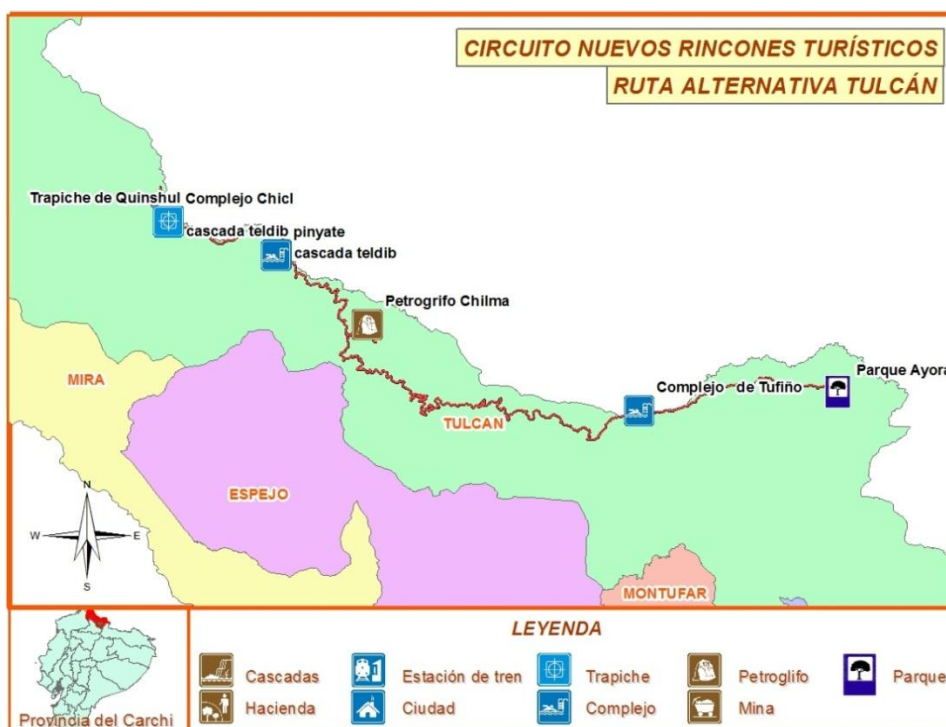 CIRCUITO NUEVOS RINCONES TURÍSTICOS
RUTA ALTERNATIVA TULCÁN
Trapiche de Quinshul Complejo Chicl
cascada teldib pinyate
cascada teldib
Petrogrifo Chilma
Parque Ayora
Complejo de Tufiño
MIRA
TULCAN
ESPEJO
MONTUFAR
N
W
E
S
LEYENDA
Cascadas
Estación de tren
Trapiche
Petroglifo
Parque
Hacienda
Ciudad
Complejo
Mina
Provincia del Carchi